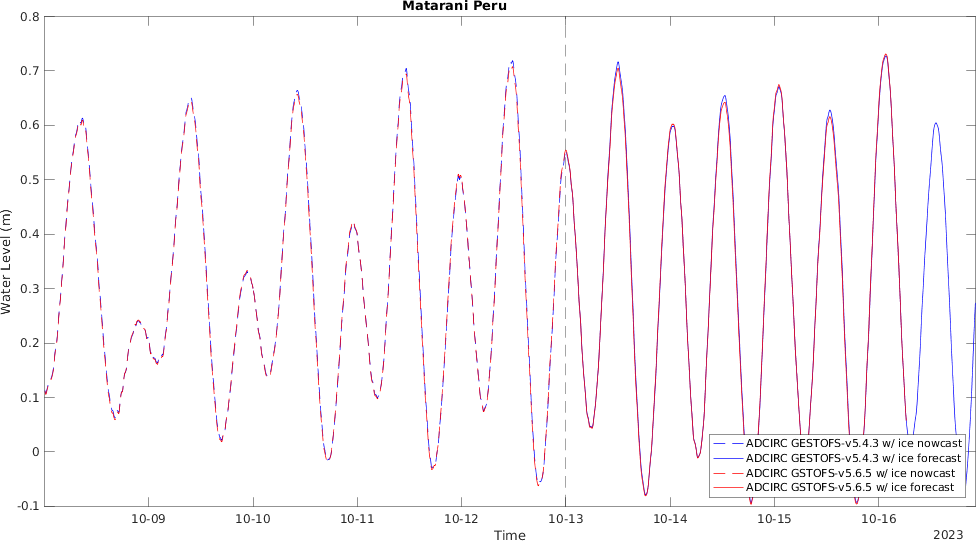 Matarani Peru
0.8
0.7
0.6
0.5
0.4
0.3
0.2
0.1
0
-0.1
Water Level (m)
10-09 10-10 10-11 10-12 10-13 10-14 10-15 10-16
Time
2023
ADCIRC GESTOFS-v5.4.3 w/ ice nowcast
ADCIRC GESTOFS-v5.4.3 w/ ice forecast
ADCIRC GSTOFS-v5.6.5 w/ ice nowcast
ADCIRC GSTOFS-v5.6.5 w/ ice forecast